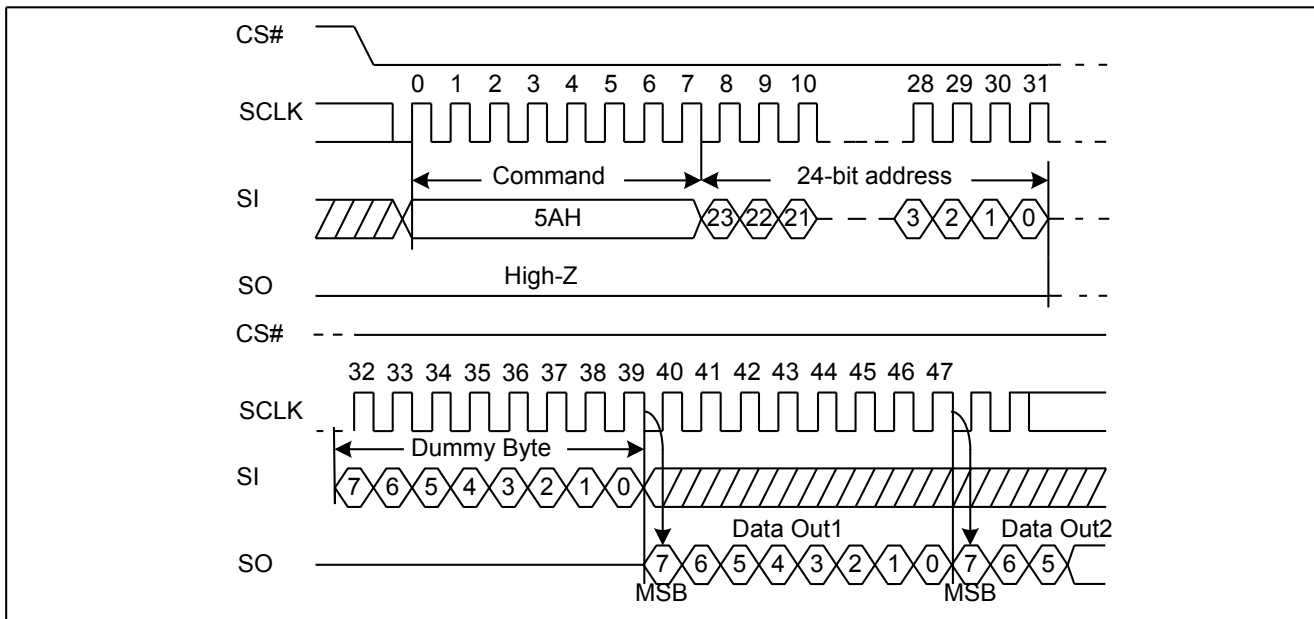 CS#
0 1 2 3 4 5 6 7 8 9 10 28 29 30 31
SCLK
Command 24-bit address
SI
5AH 23 22 21 3 2 1 0
High-Z
SO
CS#
32 33 34 35 36 37 38 39 40 41 42 43 44 45 46 47
SCLK
Dummy Byte
SI 7 6 5 4 3 2 1 0
Data Out1 Data Out2
SO 7 6 5 4 3 2 1 0 7 6 5
MSB MSB